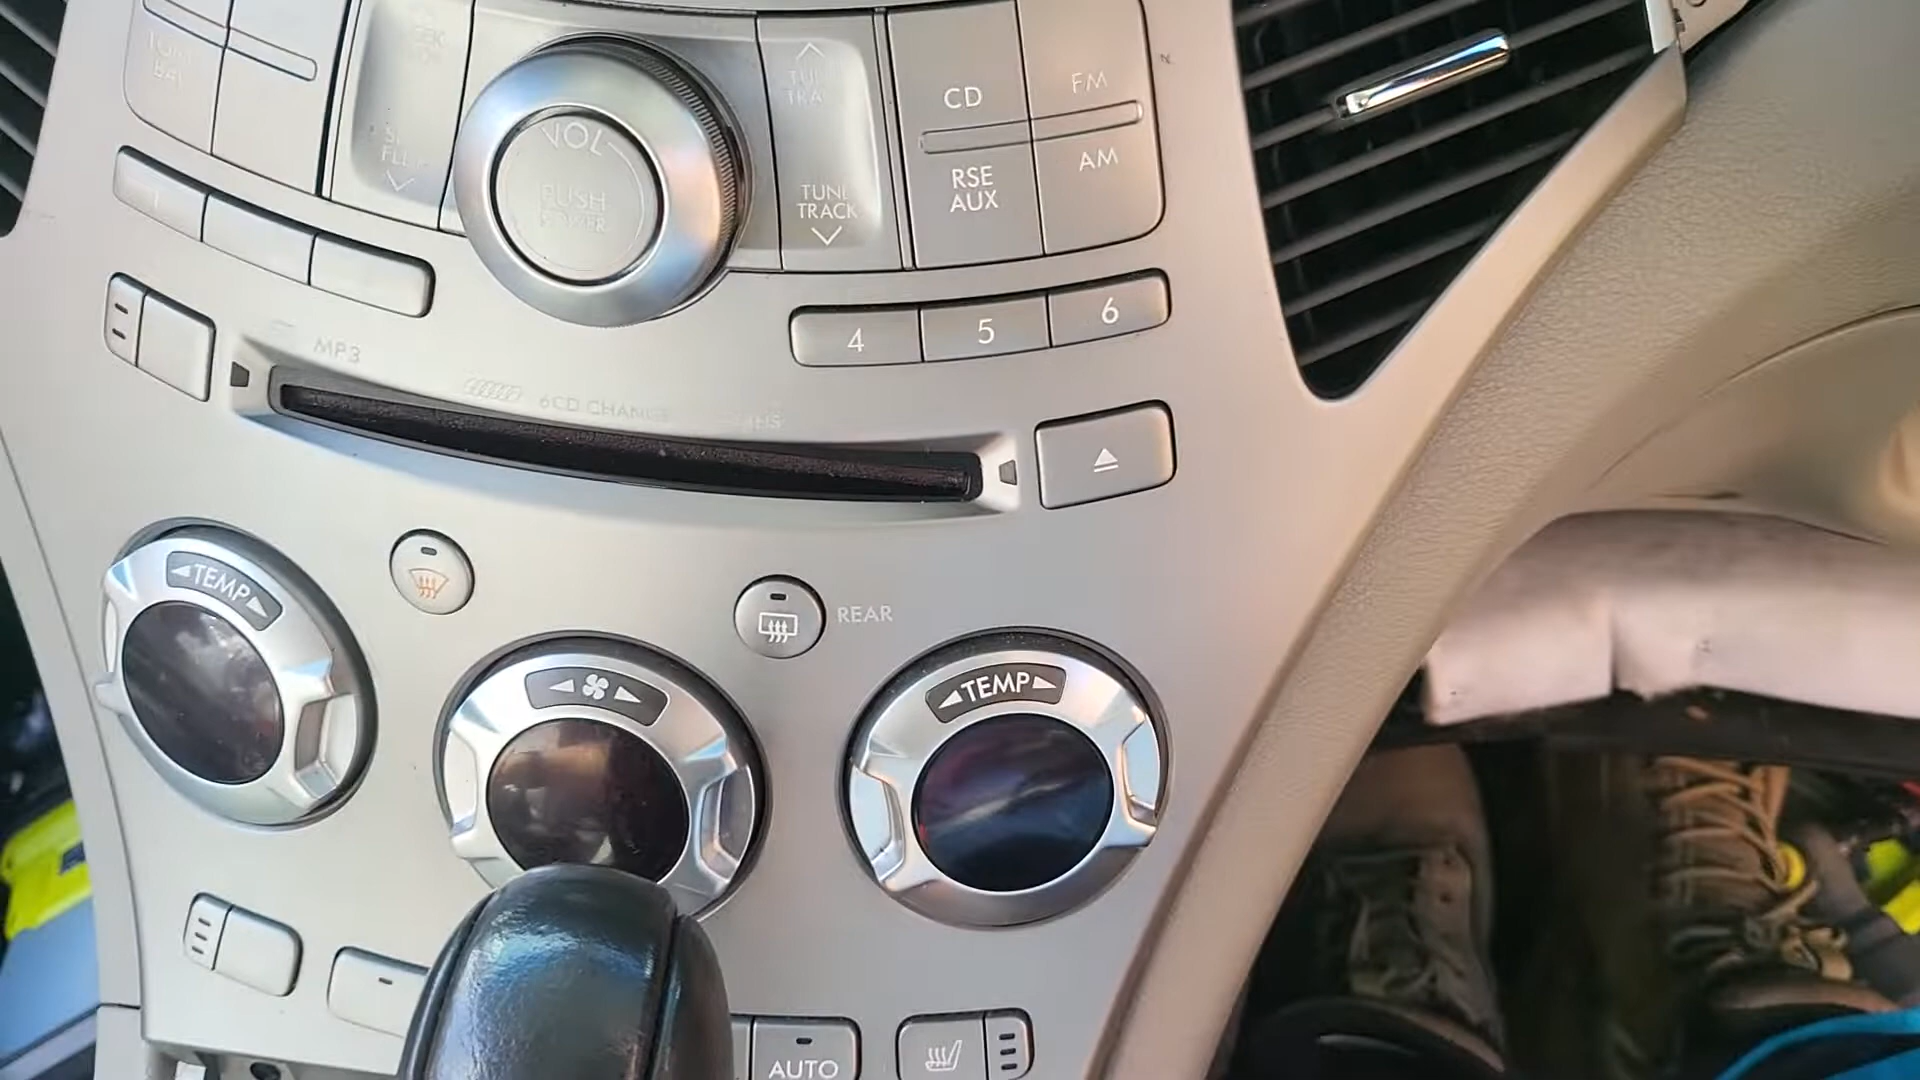 VOL
PUSH
POWER
TUNE
TRACK
CD
FM
RSE
AUX
AM
4
5
6
MP3
6CD
TEMP
REAR
TEMP
AUTO